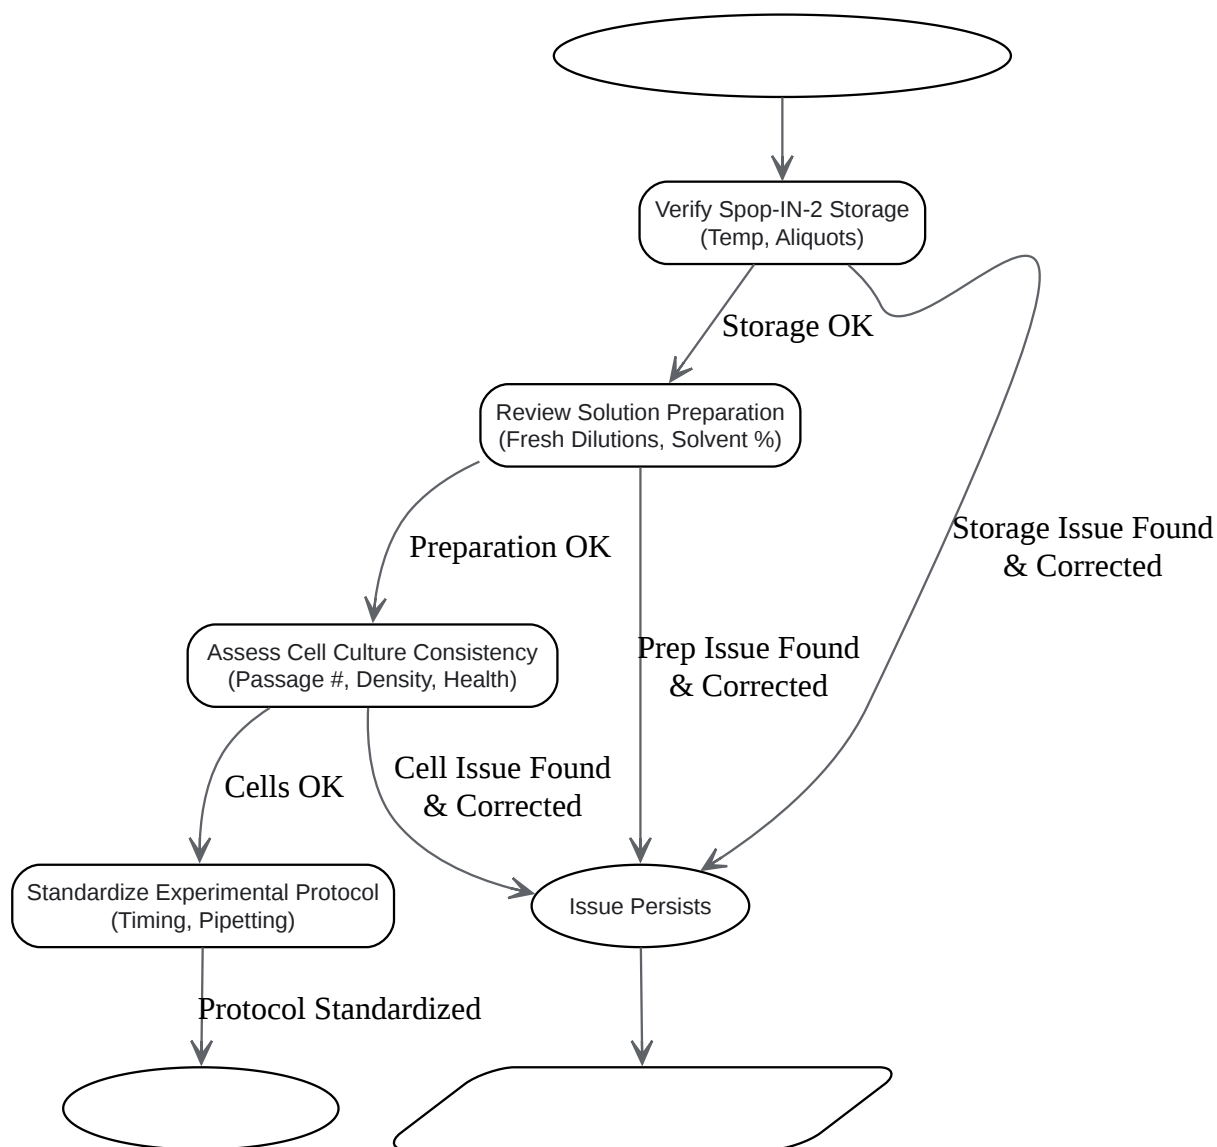 Verify Spop-IN-2 Storage
(Temp, Aliquots)
Storage OK
Review Solution Preparation
(Fresh Dilutions, Solvent %)
Storage Issue Found
& Corrected
Preparation OK
Prep Issue Found
& Corrected
Assess Cell Culture Consistency
(Passage #, Density, Health)
Cell Issue Found
& Corrected
Cells OK
Standardize Experimental Protocol
(Timing, Pipetting)
Issue Persists
Protocol Standardized